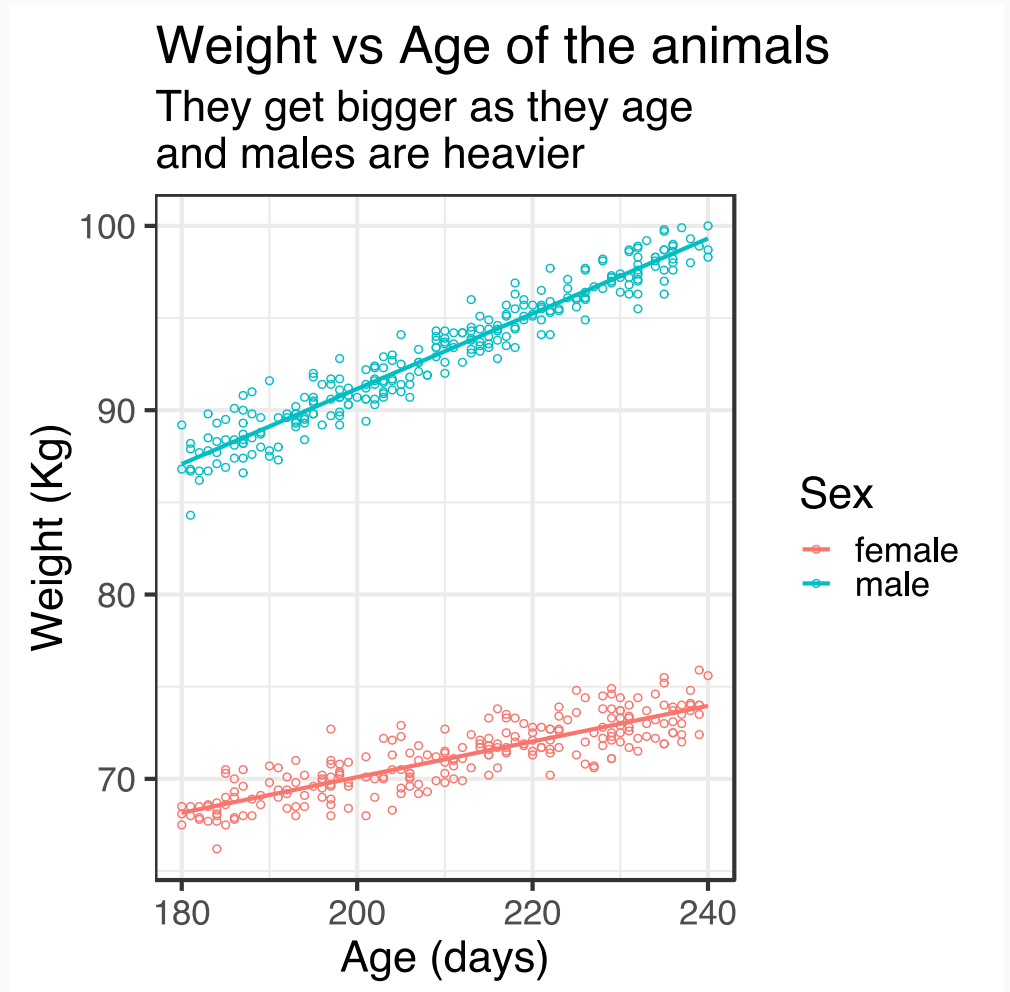 Weight vs Age of the animals
They get bigger as they age
and males are heavier
100
90
80
70
Weight (Kg)
180 200 220 240
Age (days)
Sex
female
male